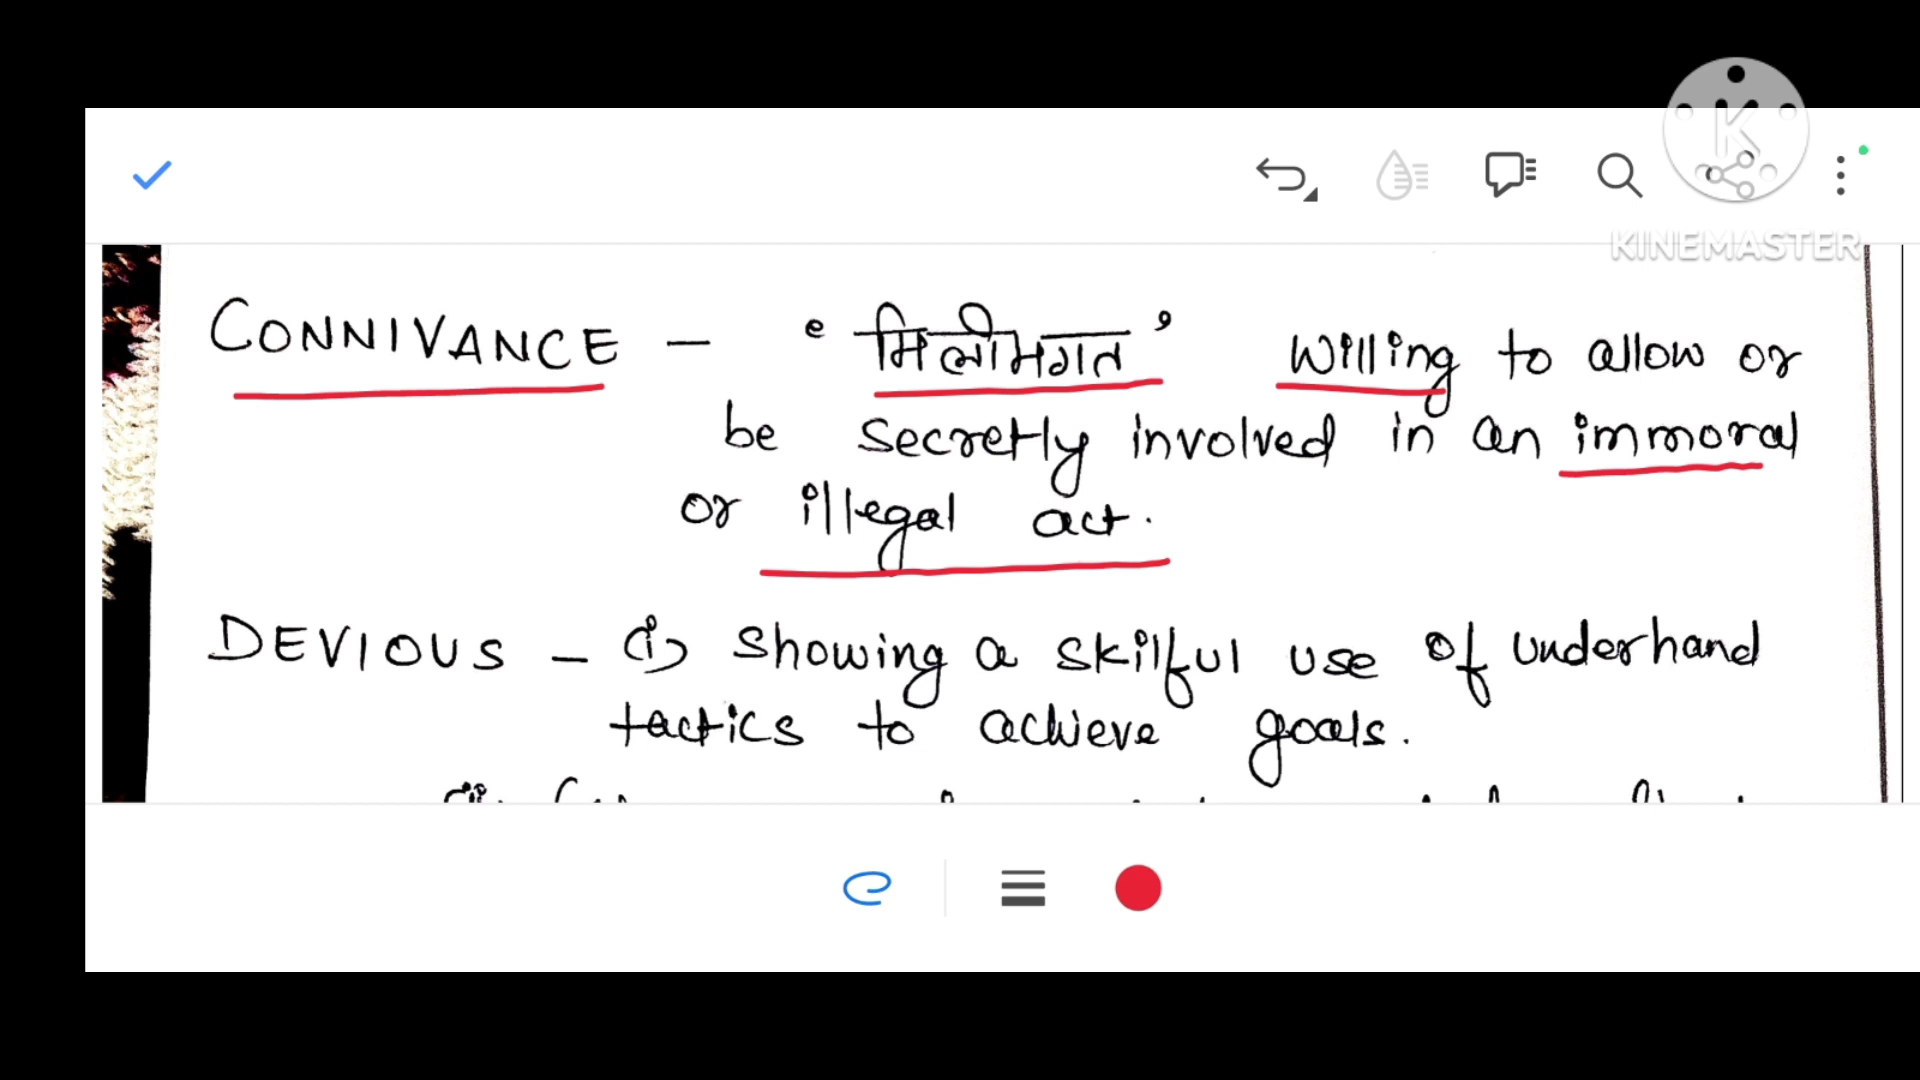 KINEMASTER
CONNIVANCE - ' मिलीभगत ' Willing to allow or
be secretly involved in an immoral
or illegal act.
DEVIOUS - (i) Showing a skilful use of underhand
tactics to achieve goals.